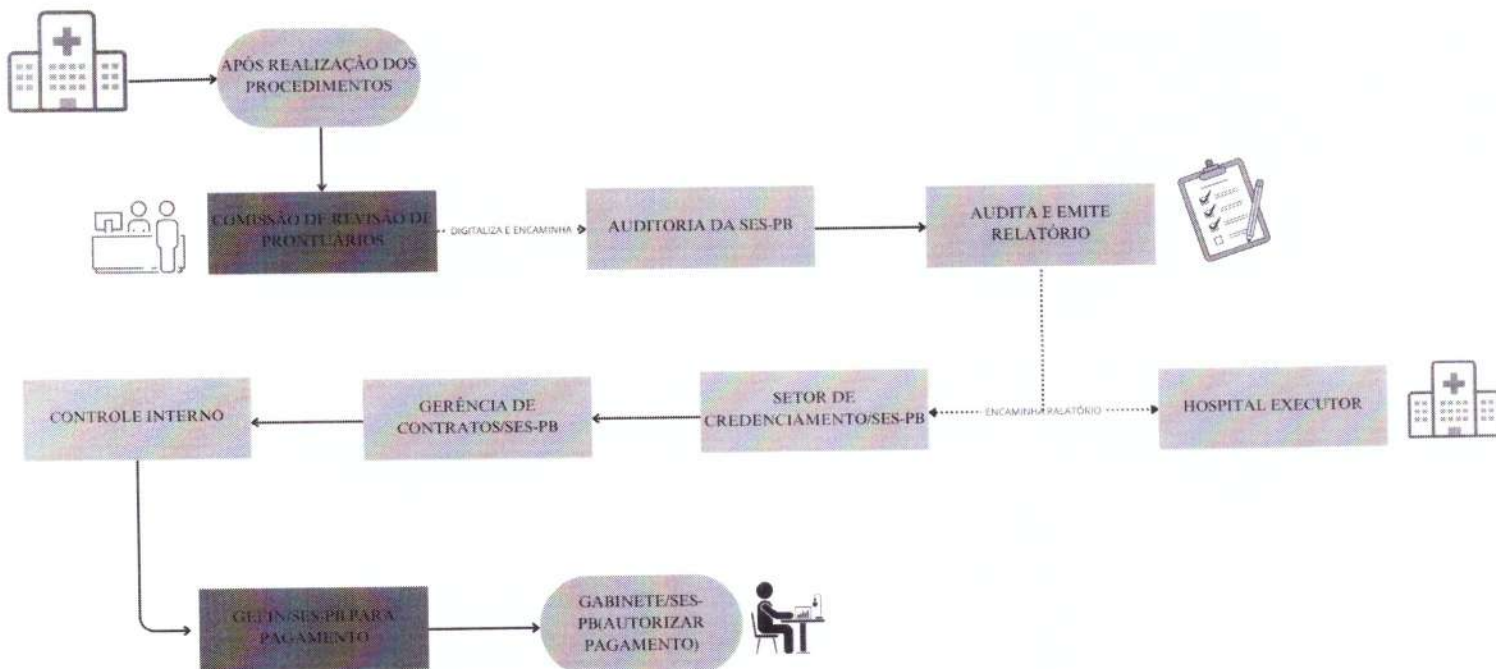 APÓS REALIZAÇÃO DOS
PROCEDIMENTOS
COMISSÃO DE REVISÃO DE
PRONTUÁRIOS
DIGITALIZA E ENCAMINHA
AUDITORIA DA SES-PB
AUDITA E EMITE
RELATÓRIO
CONTROLE INTERNO
GERÊNCIA DE
CONTRATOS/SES-PB
SETOR DE
CREDENCIAMENTO/SES-PB
ENCAMINHA RELATÓRIO
HOSPITAL EXECUTOR
GEFIN/SES-PB PARA
PAGAMENTO
GABINETE/SES-
PB(AUTORIZAR
PAGAMENTO)